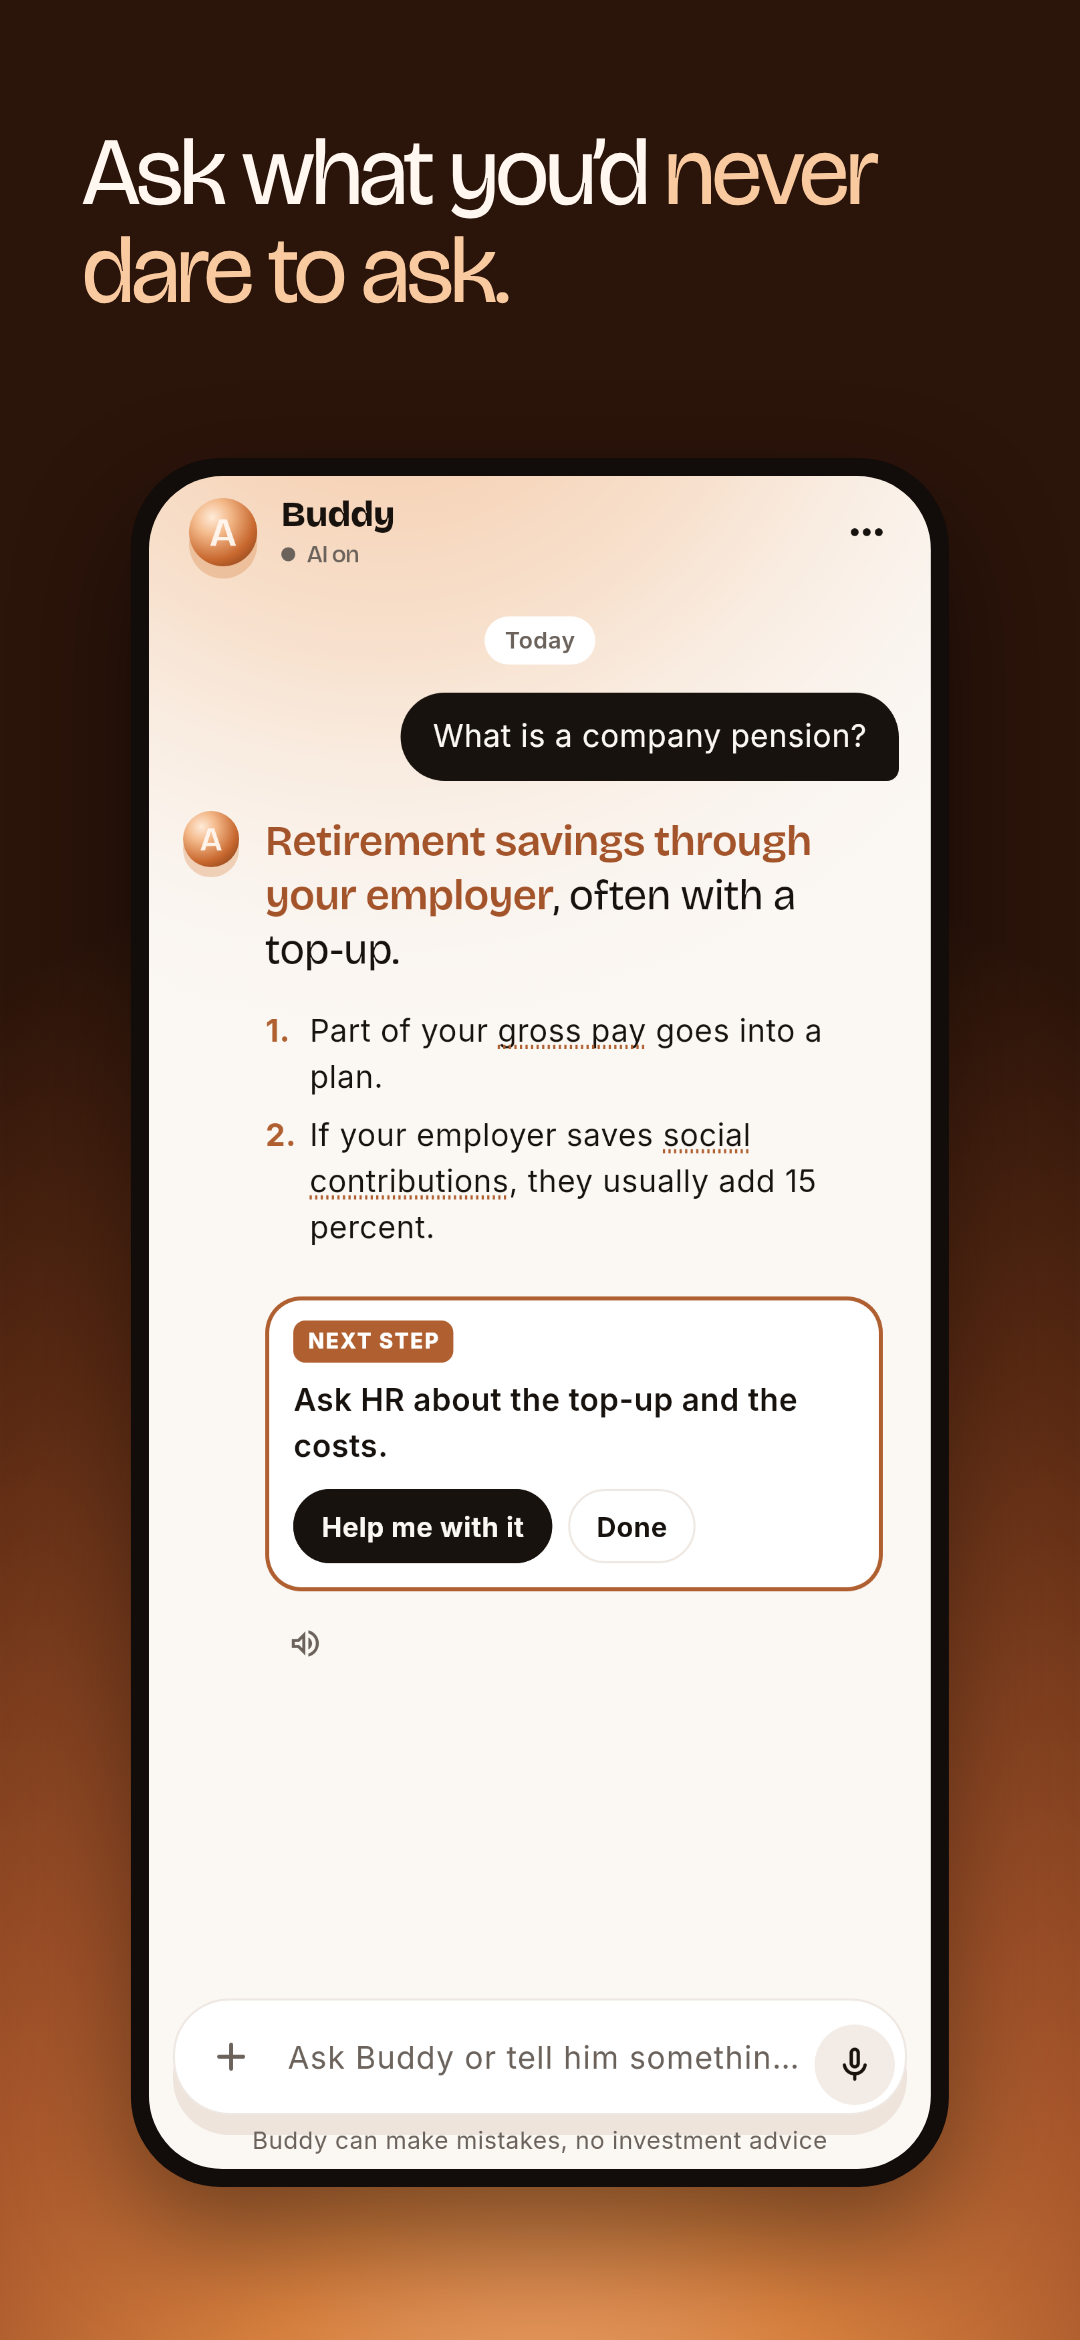 Ask what you’d never
dare to ask.
A
Buddy
AI on
Today
What is a company pension?
A
Retirement savings through
your employer, often with a
top-up.
1. Part of your gross pay goes into a
plan.
2. If your employer saves social
contributions, they usually add 15
percent.
NEXT STEP
Ask HR about the top-up and the
costs.
Help me with it
Done
Ask Buddy or tell him somethin...
Buddy can make mistakes, no investment advice